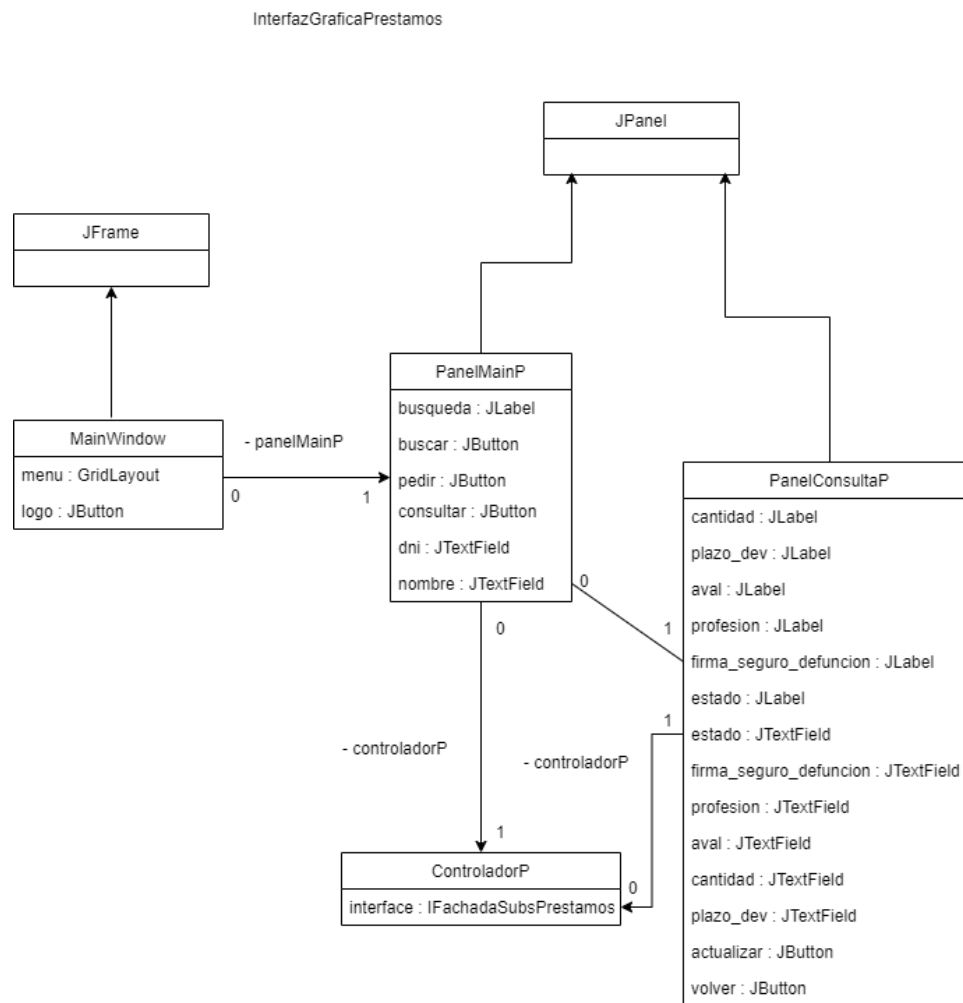 InterfazGraficaPrestamos
JPanel
JFrame
PanelMainP
busqueda : JLabel
buscar : JButton
pedir : JButton
consultar : JButton
dni : JTextField
nombre : JTextField
MainWindow
menu : GridLayout
logo : JButton
- panelMainP
0
1
PanelConsultaP
cantidad : JLabel
plazo_dev : JLabel
aval : JLabel
profesion : JLabel
firma_seguro_defuncion : JLabel
estado : JLabel
estado : JTextField
firma_seguro_defuncion : JTextField
profesion : JTextField
aval : JTextField
cantidad : JTextField
plazo_dev : JTextField
actualizar : JButton
volver : JButton
0
1
0
- controladorP
1
1
- controladorP
0
ControladorP
interface : IFachadaSubsPrestamos